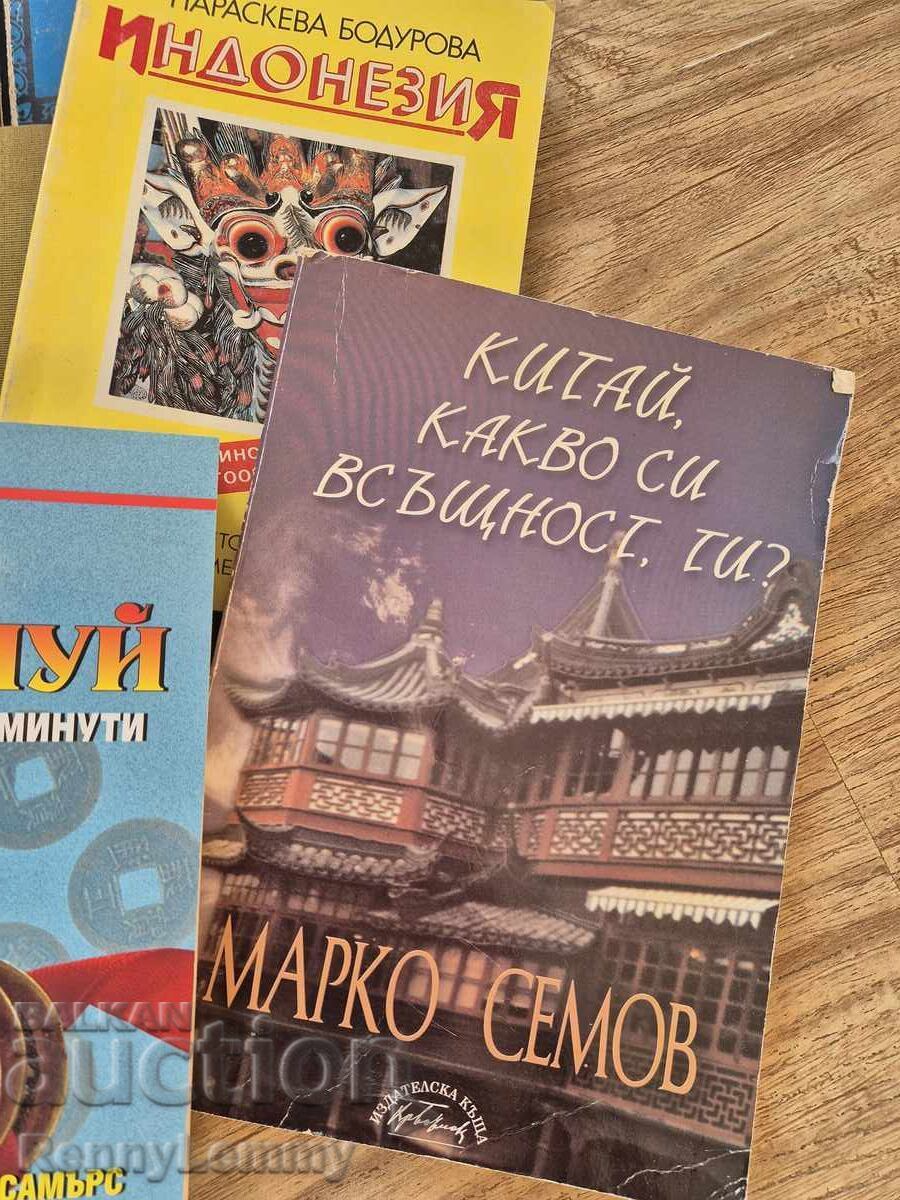 ПАРАСКЕВА БОДУРОВА
ИНДОНЕЗИЯ
КИТАЙ,
КАКВО СИ
ВСЪЩНОСТ, ТИ?
МАРКО СЕМОВ
ИЗДАТЕЛСКА КЪЩА
УЙ
МИНУТИ
САМЪРС
BALKAN
auction
RennyLemmy